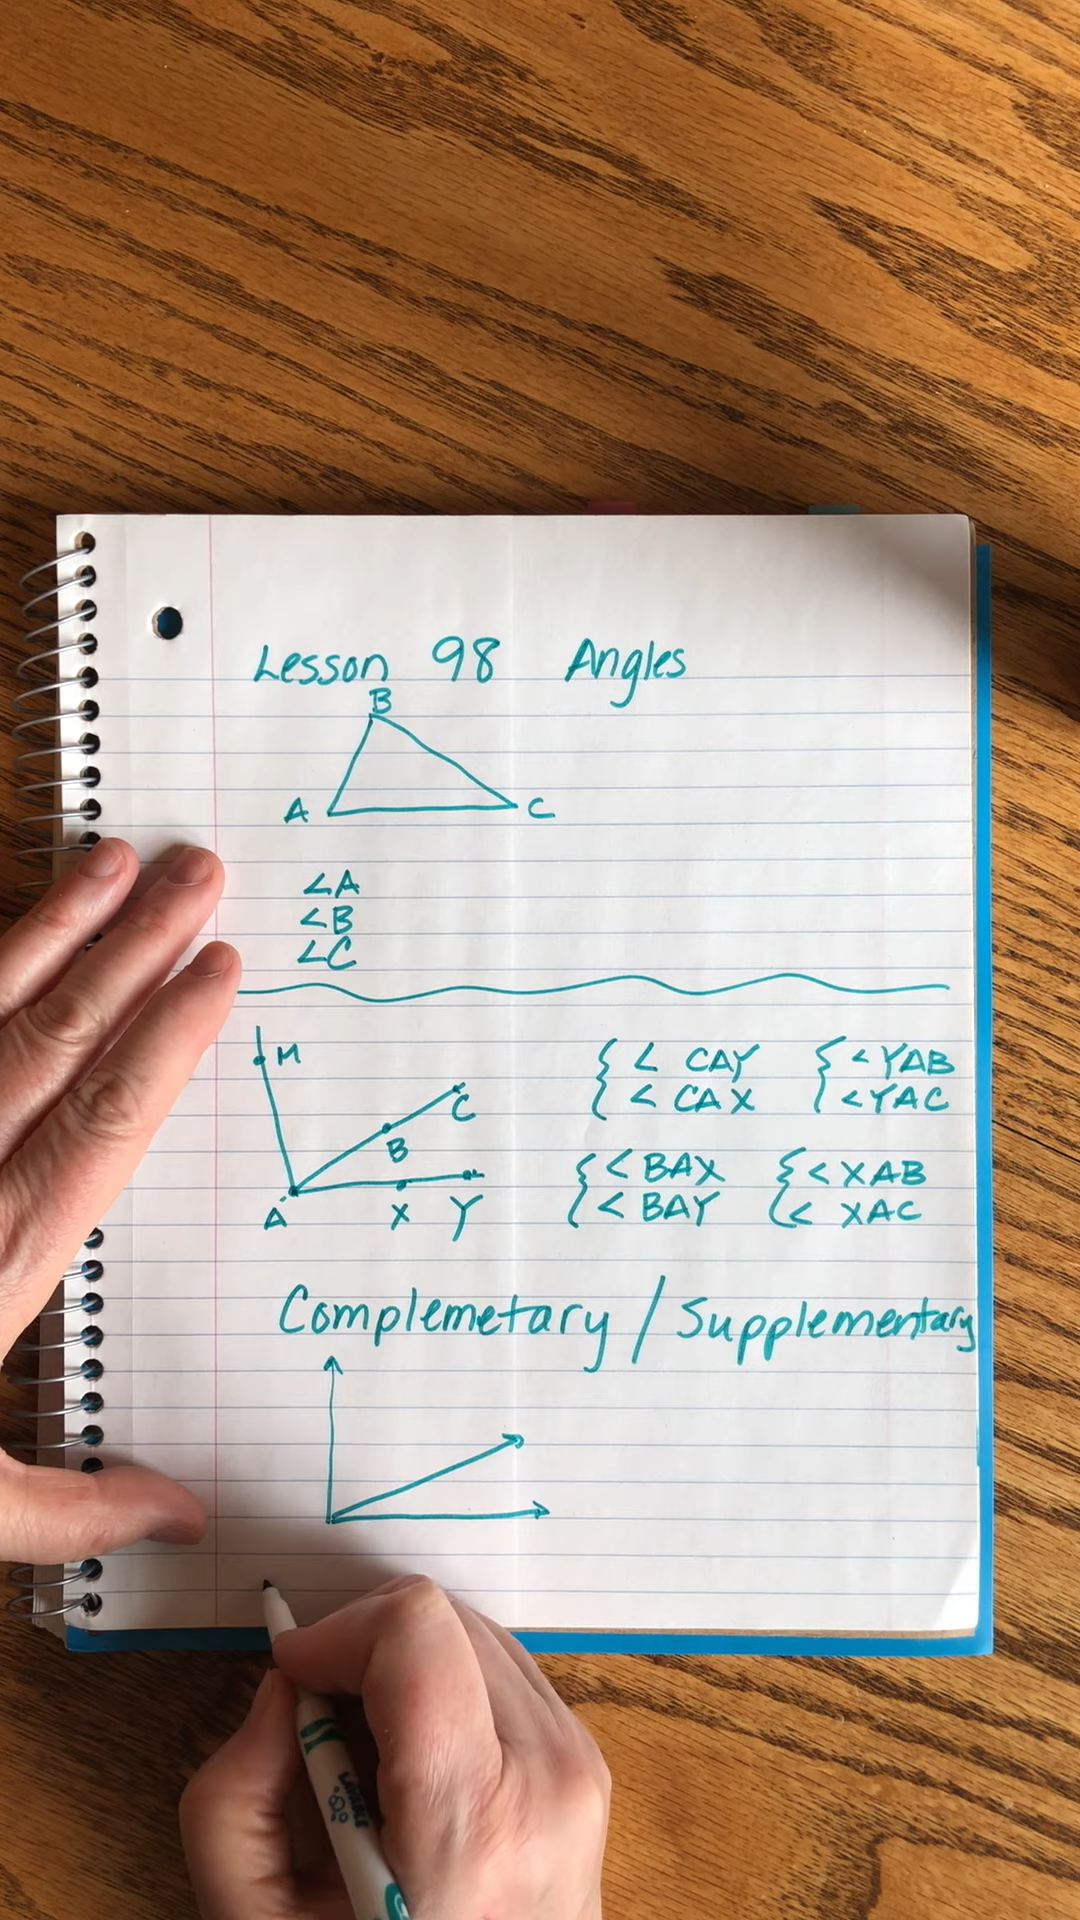 Lesson 98 Angles
B
A C
<A
<B
<C
M
C
B
A X Y
{ < CAY { < YAB
< CAX < YAC
{ < BAX { < XAB
< BAY < XAC
Complemetary / Supplementary